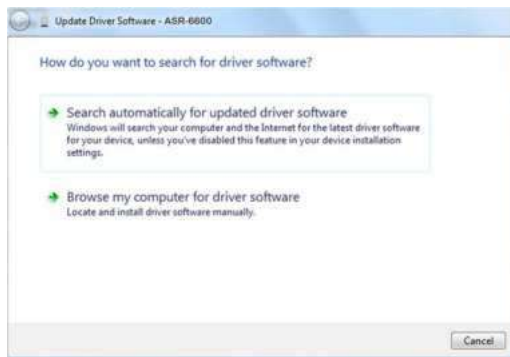 Update Driver Software - ASR-6600
How do you want to search for driver software?
Search automatically for updated driver software
Windows will search your computer and the Internet for the latest driver software
for your device, unless you've disabled this feature in your device installation
settings.
Browse my computer for driver software
Locate and install driver software manually.
Cancel